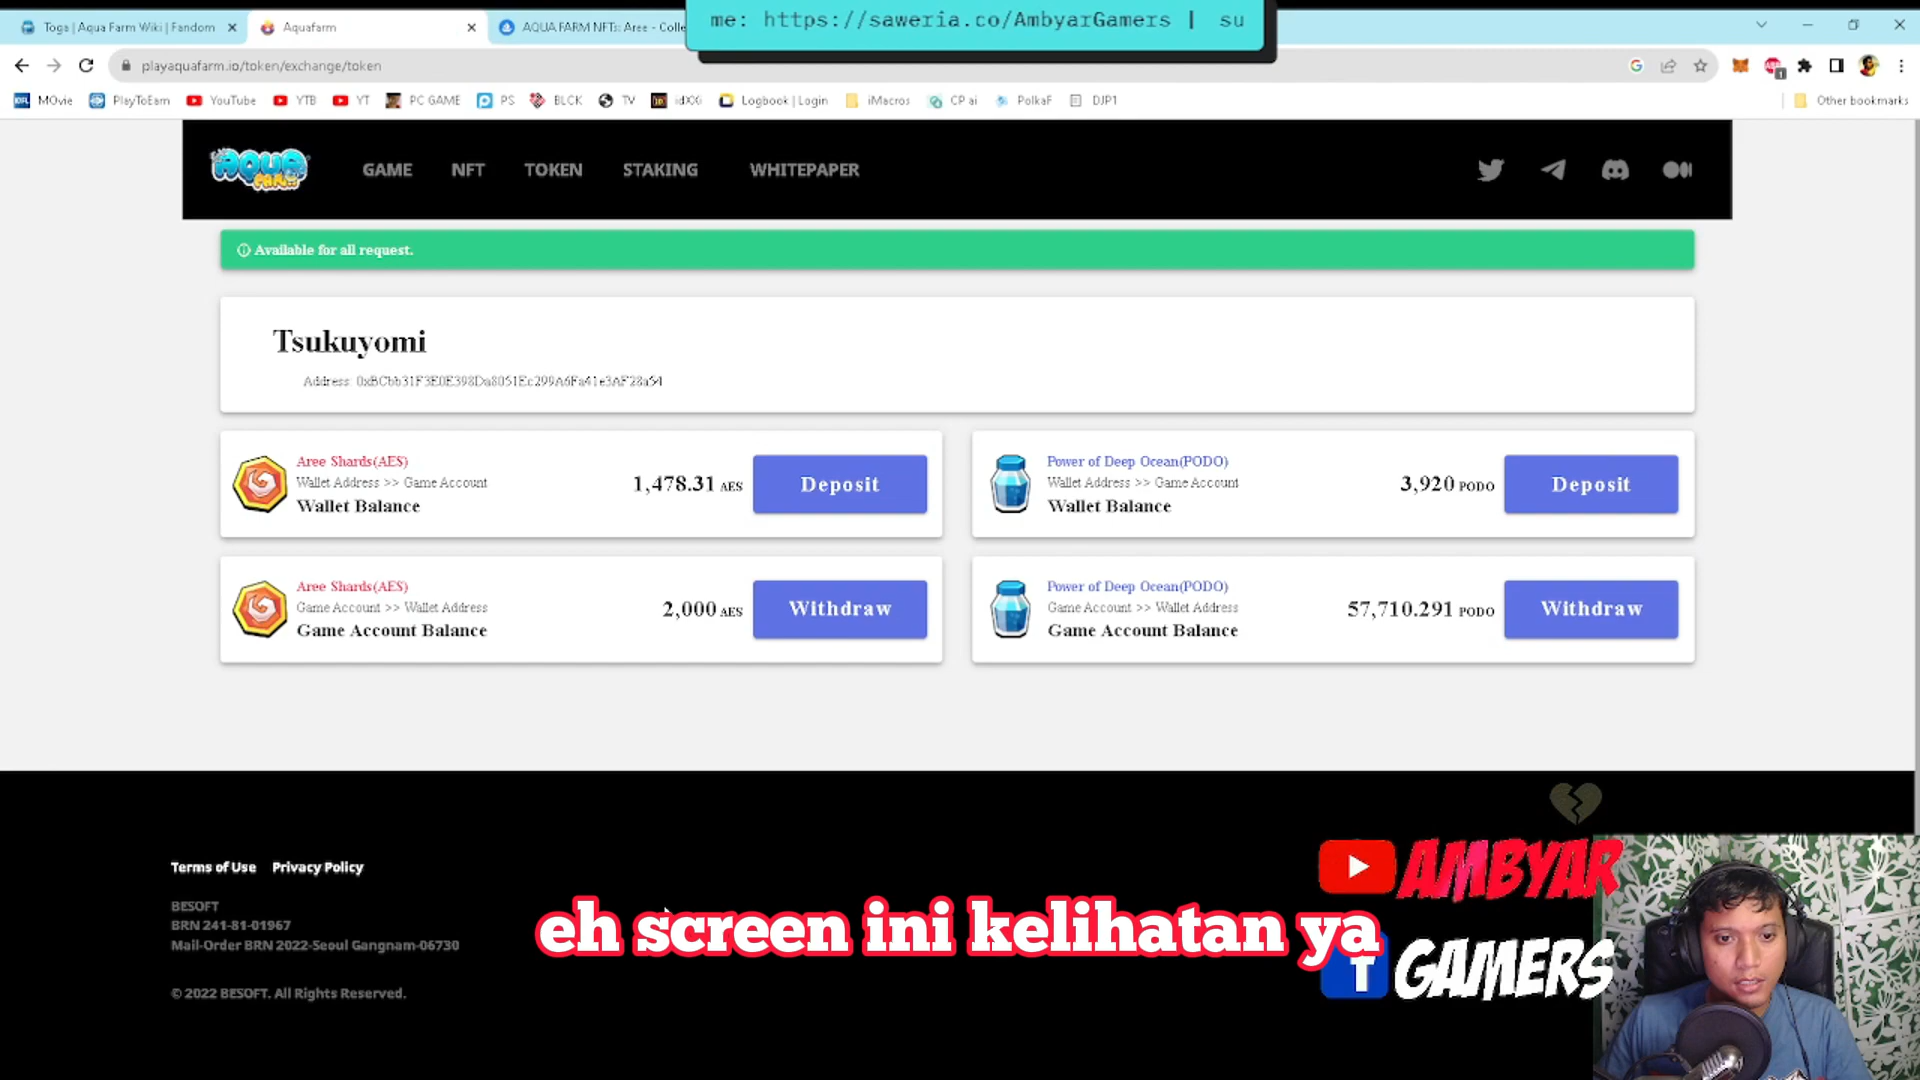 Toga | Aqua Farm Wiki | Fandom
Aquafarm
AQUA FARM NFTs: Aree - Colle
me: https://saweria.co/AmbyarGamers | su
playaquafarm.io/token/exchange/token
MOvie
PlayToEarn
YouTube
YTB
YT
PC GAME
PS
BLCK
TV
Logbook | Login
iMacros
CP ai
PolkaF
DJP1
Other bookmarks
AQUA FARM
GAME
NFT
TOKEN
STAKING
WHITEPAPER
Available for all request.
Tsukuyomi
Address: 0xBCbb31F3E0E398Da8051Ec299A6Fa41e3AF28a54
Aree Shards(AES)
Wallet Address >> Game Account
Wallet Balance
1,478.31 AES
Deposit
Power of Deep Ocean(PODO)
Wallet Address >> Game Account
Wallet Balance
3,920 PODO
Deposit
Aree Shards(AES)
Game Account >> Wallet Address
Game Account Balance
2,000 AES
Withdraw
Power of Deep Ocean(PODO)
Game Account >> Wallet Address
Game Account Balance
57,710.291 PODO
Withdraw
Terms of Use
Privacy Policy
BESOFT
BRN 241-81-01967
Mail-Order BRN 2022-Seoul Gangnam-06730
© 2022 BESOFT. All Rights Reserved.
eh screen ini kelihatan ya
AMBYAR
GAMERS